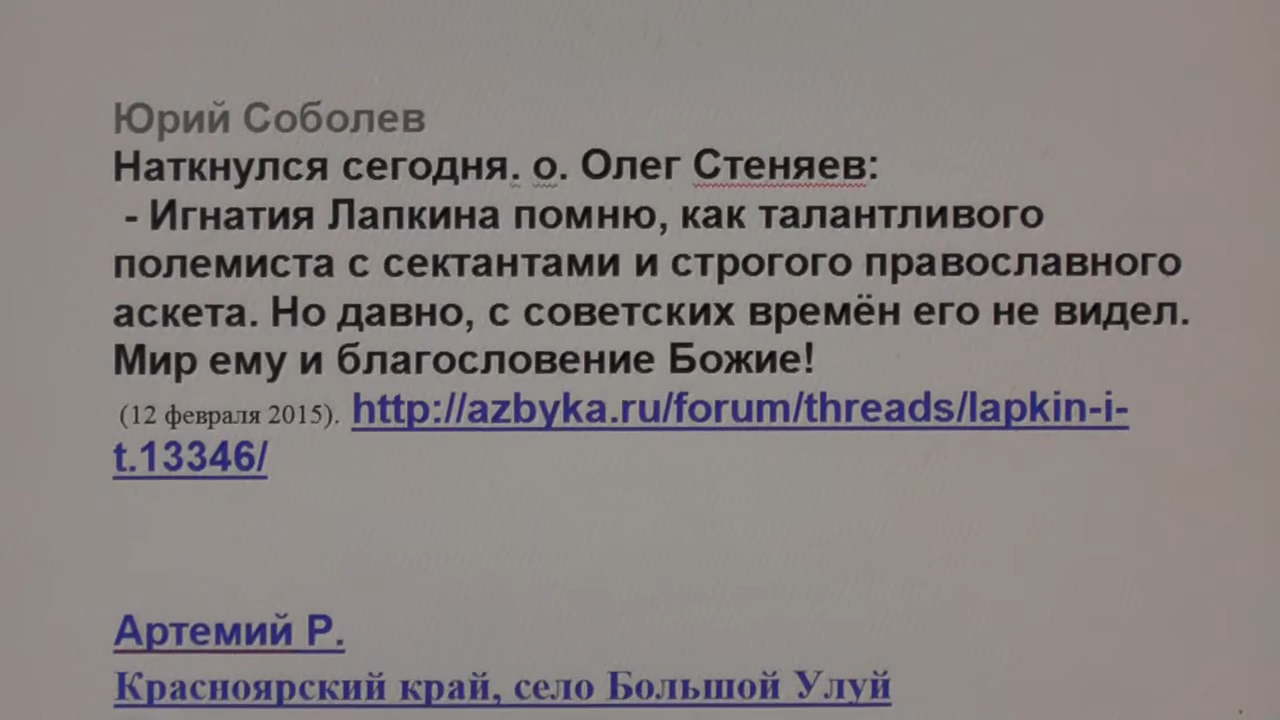 Юрий Соболев
Наткнулся сегодня. о. Олег Стеняев:
- Игнатия Лапкина помню, как талантливого
полемиста с сектантами и строгого православного
аскета. Но давно, с советских времён его не видел.
Мир ему и благословение Божие!
(12 февраля 2015). http://azbyka.ru/forum/threads/lapkin-i-
t.13346/
Артемий Р.
Красноярский край, село Большой Улуй